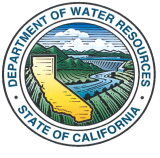 DEPARTMENT OF WATER RESOURCES
STATE OF CALIFORNIA